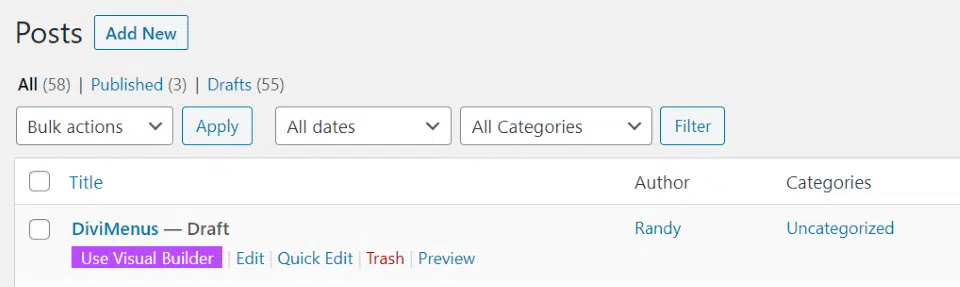 Posts Add New
All (58) | Published (3) | Drafts (55)
Bulk actions Apply All dates All Categories Filter
Title Author Categories
DiviMenus — Draft Randy Uncategorized
Use Visual Builder | Edit | Quick Edit | Trash | Preview